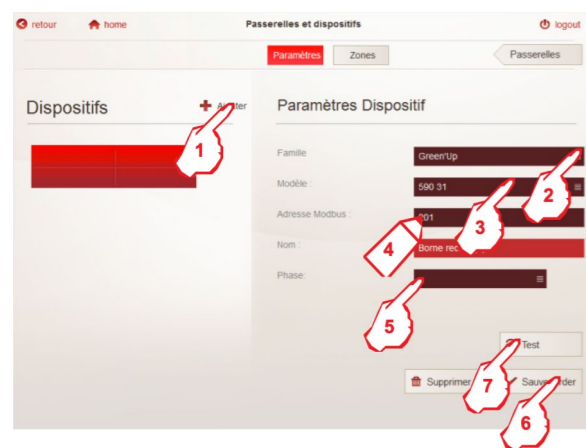 retour
home
Passerelles et dispositifs
logout
Paramètres
Zones
Passerelles
Dispositifs
Paramètres Dispositif
1
Famille
Green'Up
2
Modèle :
590 31
3
Adresse Modbus :
4
Nom :
Borne
Phase:
5
Test
Supprimer
7
6